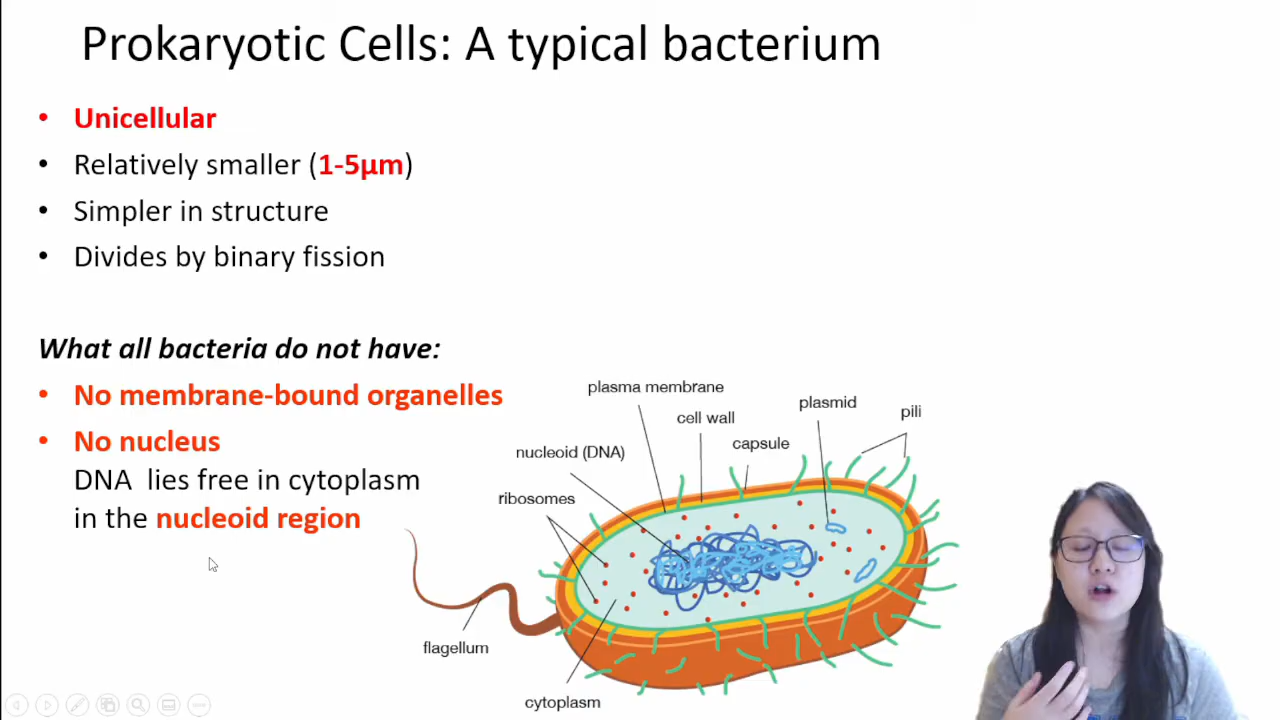 Prokaryotic Cells: A typical bacterium
• Unicellular
• Relatively smaller (1-5µm)
• Simpler in structure
• Divides by binary fission
What all bacteria do not have:
• No membrane-bound organelles
• No nucleus
DNA lies free in cytoplasm
in the nucleoid region
plasma membrane
cell wall
capsule
plasmid
pili
nucleoid (DNA)
ribosomes
flagellum
cytoplasm